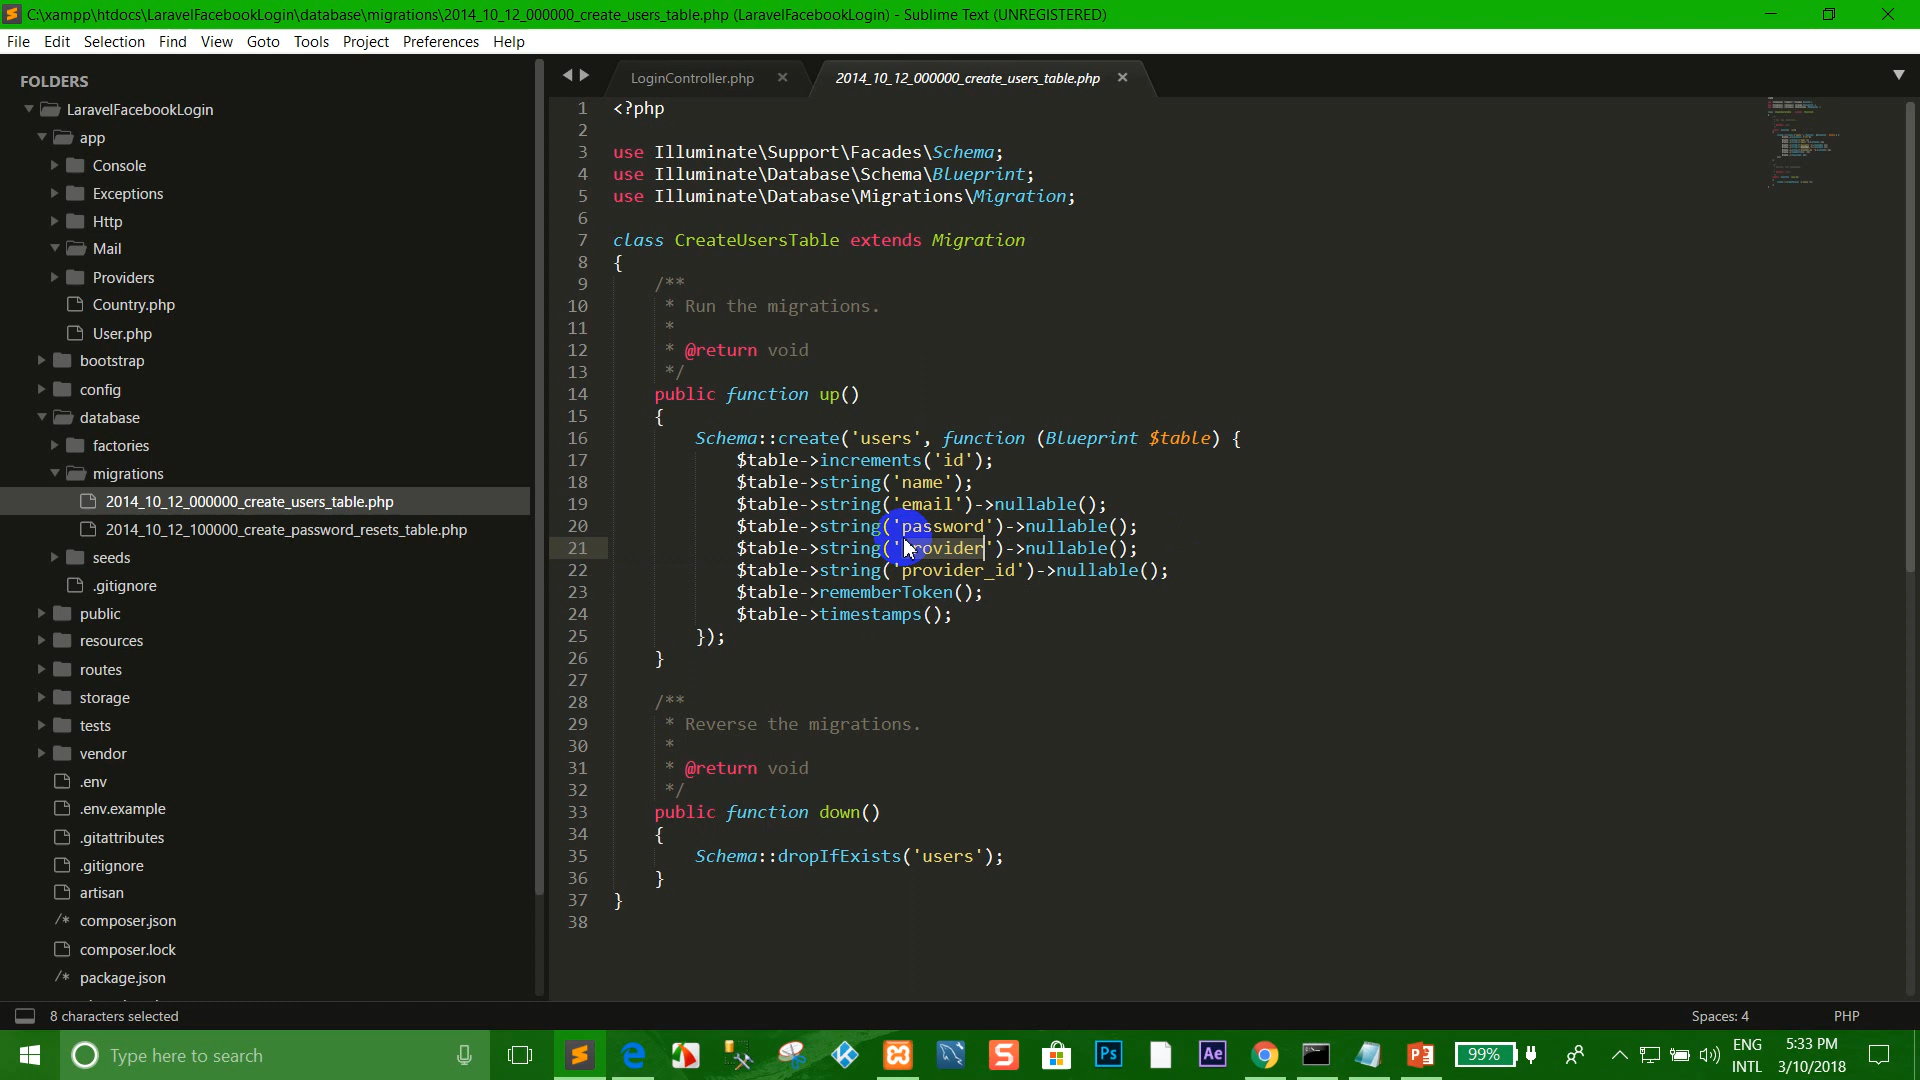 C:\xampp\htdocs\LaravelFacebookLogin\database\migrations\2014_10_12_000000_create_users_table.php (LaravelFacebookLogin) - Sublime Text (UNREGISTERED)
File Edit Selection Find View Goto Tools Project Preferences Help
FOLDERS
LaravelFacebookLogin
app
Console
Exceptions
Http
Mail
Providers
Country.php
User.php
bootstrap
config
database
factories
migrations
2014_10_12_000000_create_users_table.php
2014_10_12_100000_create_password_resets_table.php
seeds
.gitignore
public
resources
routes
storage
tests
vendor
.env
.env.example
.gitattributes
.gitignore
artisan
/* composer.json
composer.lock
/* package.json
LoginController.php
2014_10_12_000000_create_users_table.php
1 <?php
2
3 use Illuminate\Support\Facades\Schema;
4 use Illuminate\Database\Schema\Blueprint;
5 use Illuminate\Database\Migrations\Migration;
6
7 class CreateUsersTable extends Migration
8 {
9 /**
10 * Run the migrations.
11 *
12 * @return void
13 */
14 public function up()
15 {
16 Schema::create('users', function (Blueprint $table) {
17 $table->increments('id');
18 $table->string('name');
19 $table->string('email')->nullable();
20 $table->string('password')->nullable();
21 $table->string('provider')->nullable();
22 $table->string('provider_id')->nullable();
23 $table->rememberToken();
24 $table->timestamps();
25 });
26 }
27
28 /**
29 * Reverse the migrations.
30 *
31 * @return void
32 */
33 public function down()
34 {
35 Schema::dropIfExists('users');
36 }
37 }
38
8 characters selected
Spaces: 4
PHP
Type here to search
Ps
Ae
99%
ENG
INTL
5:33 PM
3/10/2018